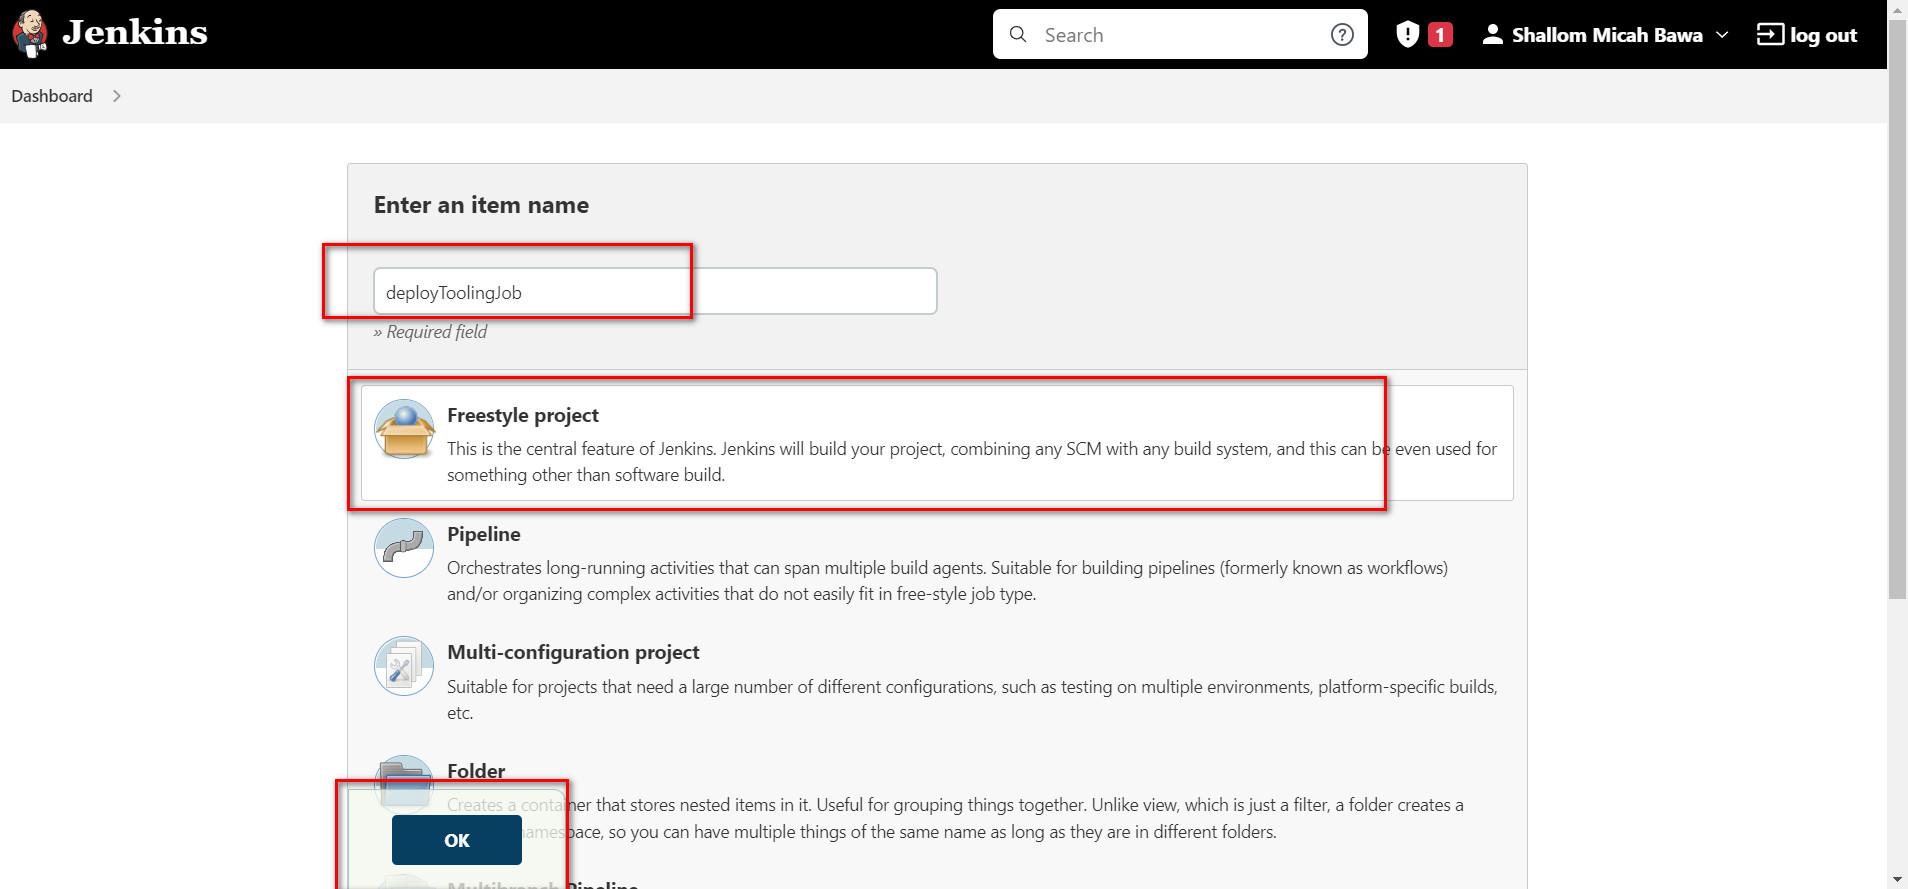 Jenkins
Search
1
Shallom Micah Bawa
log out
Dashboard
Enter an item name
deployToolingJob
» Required field
Freestyle project
This is the central feature of Jenkins. Jenkins will build your project, combining any SCM with any build system, and this can be even used for
something other than software build.
Pipeline
Orchestrates long-running activities that can span multiple build agents. Suitable for building pipelines (formerly known as workflows)
and/or organizing complex activities that do not easily fit in free-style job type.
Multi-configuration project
Suitable for projects that need a large number of different configurations, such as testing on multiple environments, platform-specific builds,
etc.
Folder
Creates a container that stores nested items in it. Useful for grouping things together. Unlike view, which is just a filter, a folder creates a
namespace, so you can have multiple things of the same name as long as they are in different folders.
OK
Multibranch Pipeline